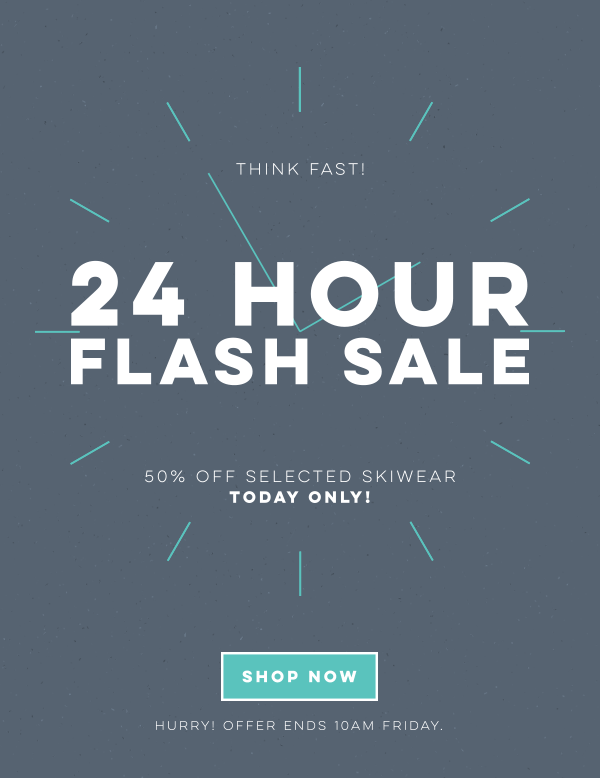 THINK FAST!
24 HOUR
FLASH SALE
50% OFF SELECTED SKIWEAR
TODAY ONLY!
SHOP NOW
HURRY! OFFER ENDS 10AM FRIDAY.